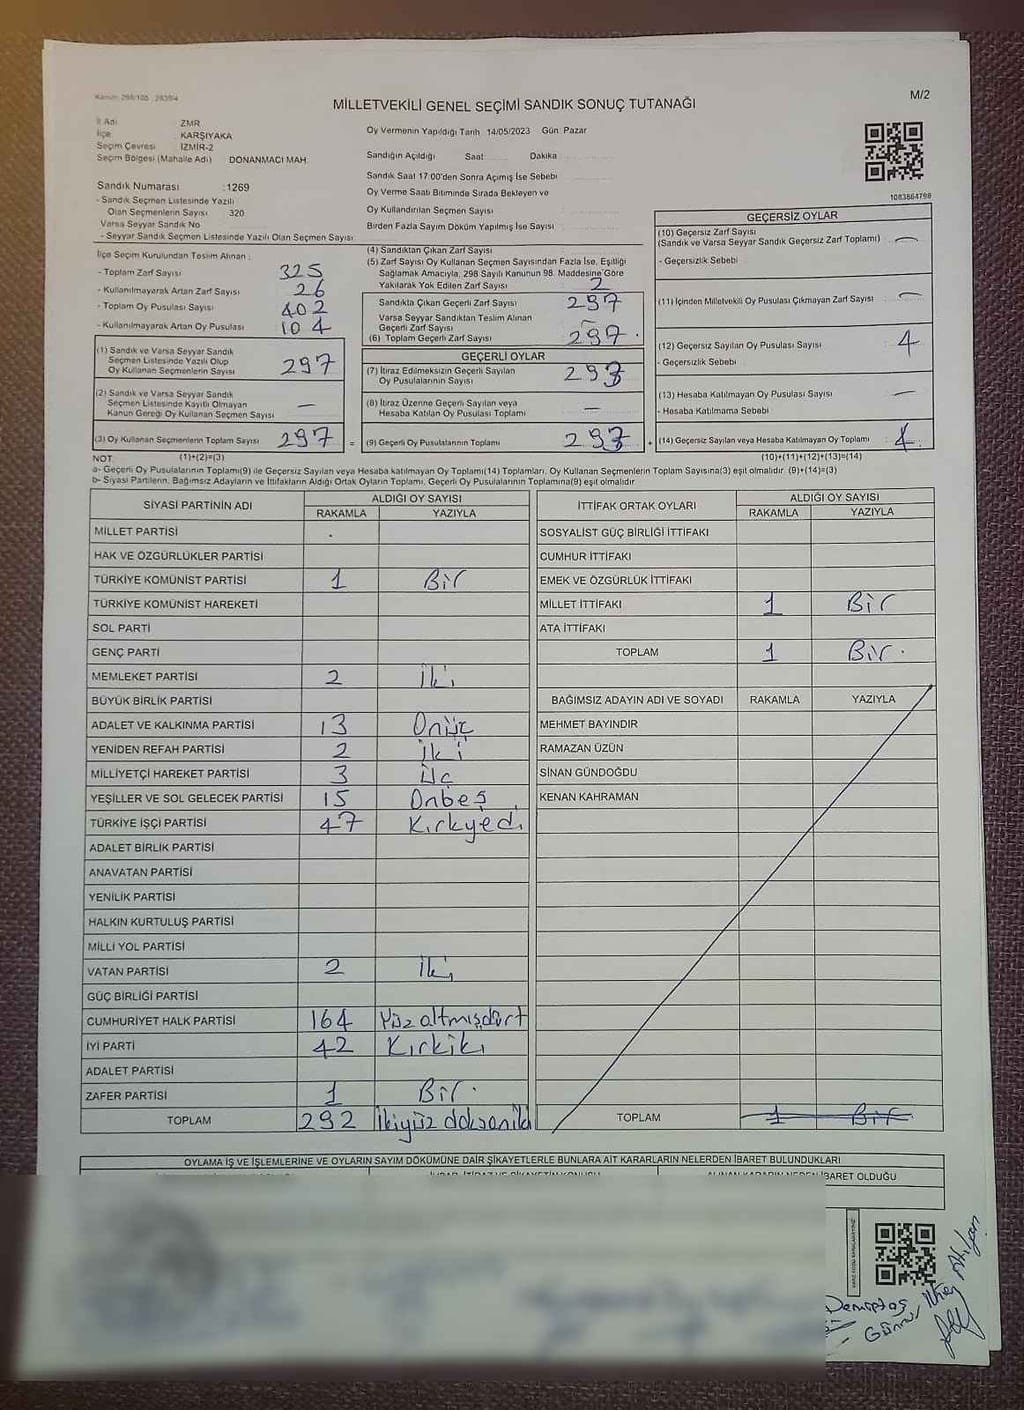 Kanun: 298/105 2839/4
MİLLETVEKİLİ GENEL SEÇİMİ SANDIK SONUÇ TUTANAĞI
M/2
İl Adı : ZMR
İlçe : KARŞIYAKA
Seçim Çevresi : İZMİR-2
Seçim Bölgesi (Mahalle Adı) DONANMACI MAH.
Oy Vermenin Yapıldığı Tarih 14/05/2023 Gün Pazar
Sandığın Açıldığı Saat Dakika
Sandık Saat 17:00'den Sonra Açımış İse Sebebi
Oy Verme Saati Bitiminde Sırada Bekleyen ve
Oy Kullandırılan Seçmen Sayısı
Birden Fazla Sayım Döküm Yapılmış İse Sayısı
1083864798
Sandık Numarası :1269
- Sandık Seçmen Listesinde Yazılı
Olan Seçmenlerin Sayısı 320
Varsa Seyyar Sandık No
- Seyyar Sandık Seçmen Listesinde Yazılı Olan Seçmen Sayısı
İlçe Seçim Kurulundan Teslim Alınan :
- Toplam Zarf Sayısı 325
- Kullanılmayarak Artan Zarf Sayısı 26
- Toplam Oy Pusulası Sayısı 402
- Kullanılmayarak Artan Oy Pusulası 104
(1) Sandık ve Varsa Seyyar Sandık
Seçmen Listesinde Yazılı Olup
Oy Kullanan Seçmenlerin Sayısı 297
(2) Sandık ve Varsa Seyyar Sandık
Seçmen Listesinde Kayıtlı Olmayan
Kanun Gereği Oy Kullanan Seçmen Sayısı —
(3) Oy Kullanan Seçmenlerin Toplam Sayısı 297 =
(4) Sandıktan Çıkan Zarf Sayısı :
(5) Zarf Sayısı Oy Kullanan Seçmen Sayısından Fazla İse, Eşitliği
Sağlamak Amacıyla, 298 Sayılı Kanunun 98. Maddesine Göre
Yakılarak Yok Edilen Zarf Sayısı : 2
Sandıkta Çıkan Geçerli Zarf Sayısı : 297
Varsa Seyyar Sandıktan Teslim Alınan
Geçerli Zarf Sayısı : —
(6) Toplam Geçerli Zarf Sayısı : 297
GEÇERLİ OYLAR
(7) İtiraz Edimeksizin Geçerli Sayılan
Oy Pusulalarının Sayısı : 293
(8) İtiraz Üzerine Geçerli Sayılan veya
Hesaba Katılan Oy Pusulası Toplamı : —
(9) Geçerli Oy Pusulalarının Toplamı : 293 +
GEÇERSİZ OYLAR
(10) Geçersiz Zarf Sayısı
(Sandık ve Varsa Seyyar Sandık Geçersiz Zarf Toplamı) : —
- Geçersizlik Sebebi
(11) İçinden Milletvekili Oy Pusulası Çıkmayan Zarf Sayısı : —
(12) Geçersiz Sayılan Oy Pusulası Sayısı : 4
- Geçersizlik Sebebi
(13) Hesaba Katılmayan Oy Pusulası Sayısı : —
- Hesaba Katılmama Sebebi
(14) Geçersiz Sayılan veya Hesaba Katılmayan Oy Toplamı : 4
NOT: (1)+(2)=(3)
(10)+(11)+(12)+(13)=(14)
a- Geçerli Oy Pusulalarının Toplamı(9) ile Geçersiz Sayılan veya Hesaba katılmayan Oy Toplamı(14) Toplamları, Oy Kullanan Seçmenlerin Toplam Sayısına(3) eşit olmalıdır. (9)+(14)=(3)
b- Siyasi Partilerin, Bağımsız Adayların ve İttifakların Aldığı Ortak Oyların Toplamı, Geçerli Oy Pusulalarının Toplamına(9) eşit olmalıdır
SİYASİ PARTİNİN ADI ALDIĞI OY SAYISI
RAKAMLA YAZIYLA
MİLLET PARTİSİ
HAK VE ÖZGÜRLÜKLER PARTİSİ
TÜRKİYE KOMÜNİST PARTİSİ 1 Bir
TÜRKİYE KOMÜNİST HAREKETİ
SOL PARTİ
GENÇ PARTİ
MEMLEKET PARTİSİ 2 İki
BÜYÜK BİRLİK PARTİSİ
ADALET VE KALKINMA PARTİSİ 13 Onüç
YENİDEN REFAH PARTİSİ 2 İki
MİLLİYETÇİ HAREKET PARTİSİ 3 Üç
YEŞİLLER VE SOL GELECEK PARTİSİ 15 Onbeş
TÜRKİYE İŞÇİ PARTİSİ 47 Kırkyedi
ADALET BİRLİK PARTİSİ
ANAVATAN PARTİSİ
YENİLİK PARTİSİ
HALKIN KURTULUŞ PARTİSİ
MİLLİ YOL PARTİSİ
VATAN PARTİSİ 2 İki
GÜÇ BİRLİĞİ PARTİSİ
CUMHURİYET HALK PARTİSİ 164 Yüz altmışdört
İYİ PARTİ 42 Kırkiki
ADALET PARTİSİ
ZAFER PARTİSİ 1 Bir
TOPLAM 292 İkiyüz doksaniki
İTTİFAK ORTAK OYLARI ALDIĞI OY SAYISI
RAKAMLA YAZIYLA
SOSYALİST GÜÇ BİRLİĞİ İTTİFAKI
CUMHUR İTTİFAKI
EMEK VE ÖZGÜRLÜK İTTİFAKI
MİLLET İTTİFAKI 1 Bir
ATA İTTİFAKI
TOPLAM 1 Bir
BAĞIMSIZ ADAYIN ADI VE SOYADI RAKAMLA YAZIYLA
MEHMET BAYINDIR
RAMAZAN ÜZÜN
SİNAN GÜNDOĞDU
KENAN KAHRAMAN
TOPLAM 1 Bir
OYLAMA İŞ VE İŞLEMLERİNE VE OYLARIN SAYIM DÖKÜMÜNE DAİR ŞİKAYETLERLE BUNLARA AİT KARARLARIN NELERDEN İBARET BULUNDUKLARI
ALINAN KARARIN NEDEN İBARET OLDUĞU
Demirtaş